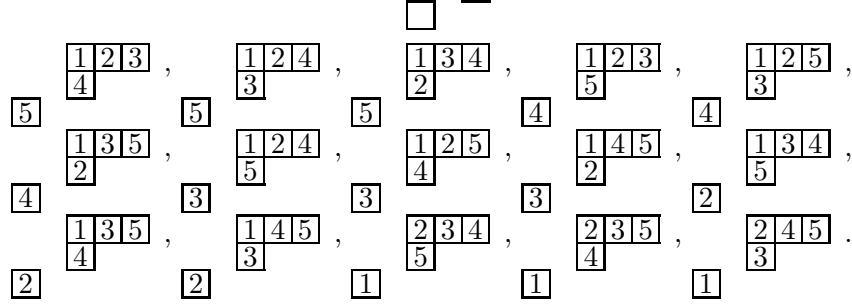 1 2 3 , 1 2 4 , 1 3 4 , 1 2 3 , 1 2 5 ,
4 3 2 5 3
5 5 5 4 4
1 3 5 , 1 2 4 , 1 2 5 , 1 4 5 , 1 3 4 ,
2 5 4 2 5
4 3 3 3 2
1 3 5 , 1 4 5 , 2 3 4 , 2 3 5 , 2 4 5 .
4 3 5 4 3
2 2 1 1 1